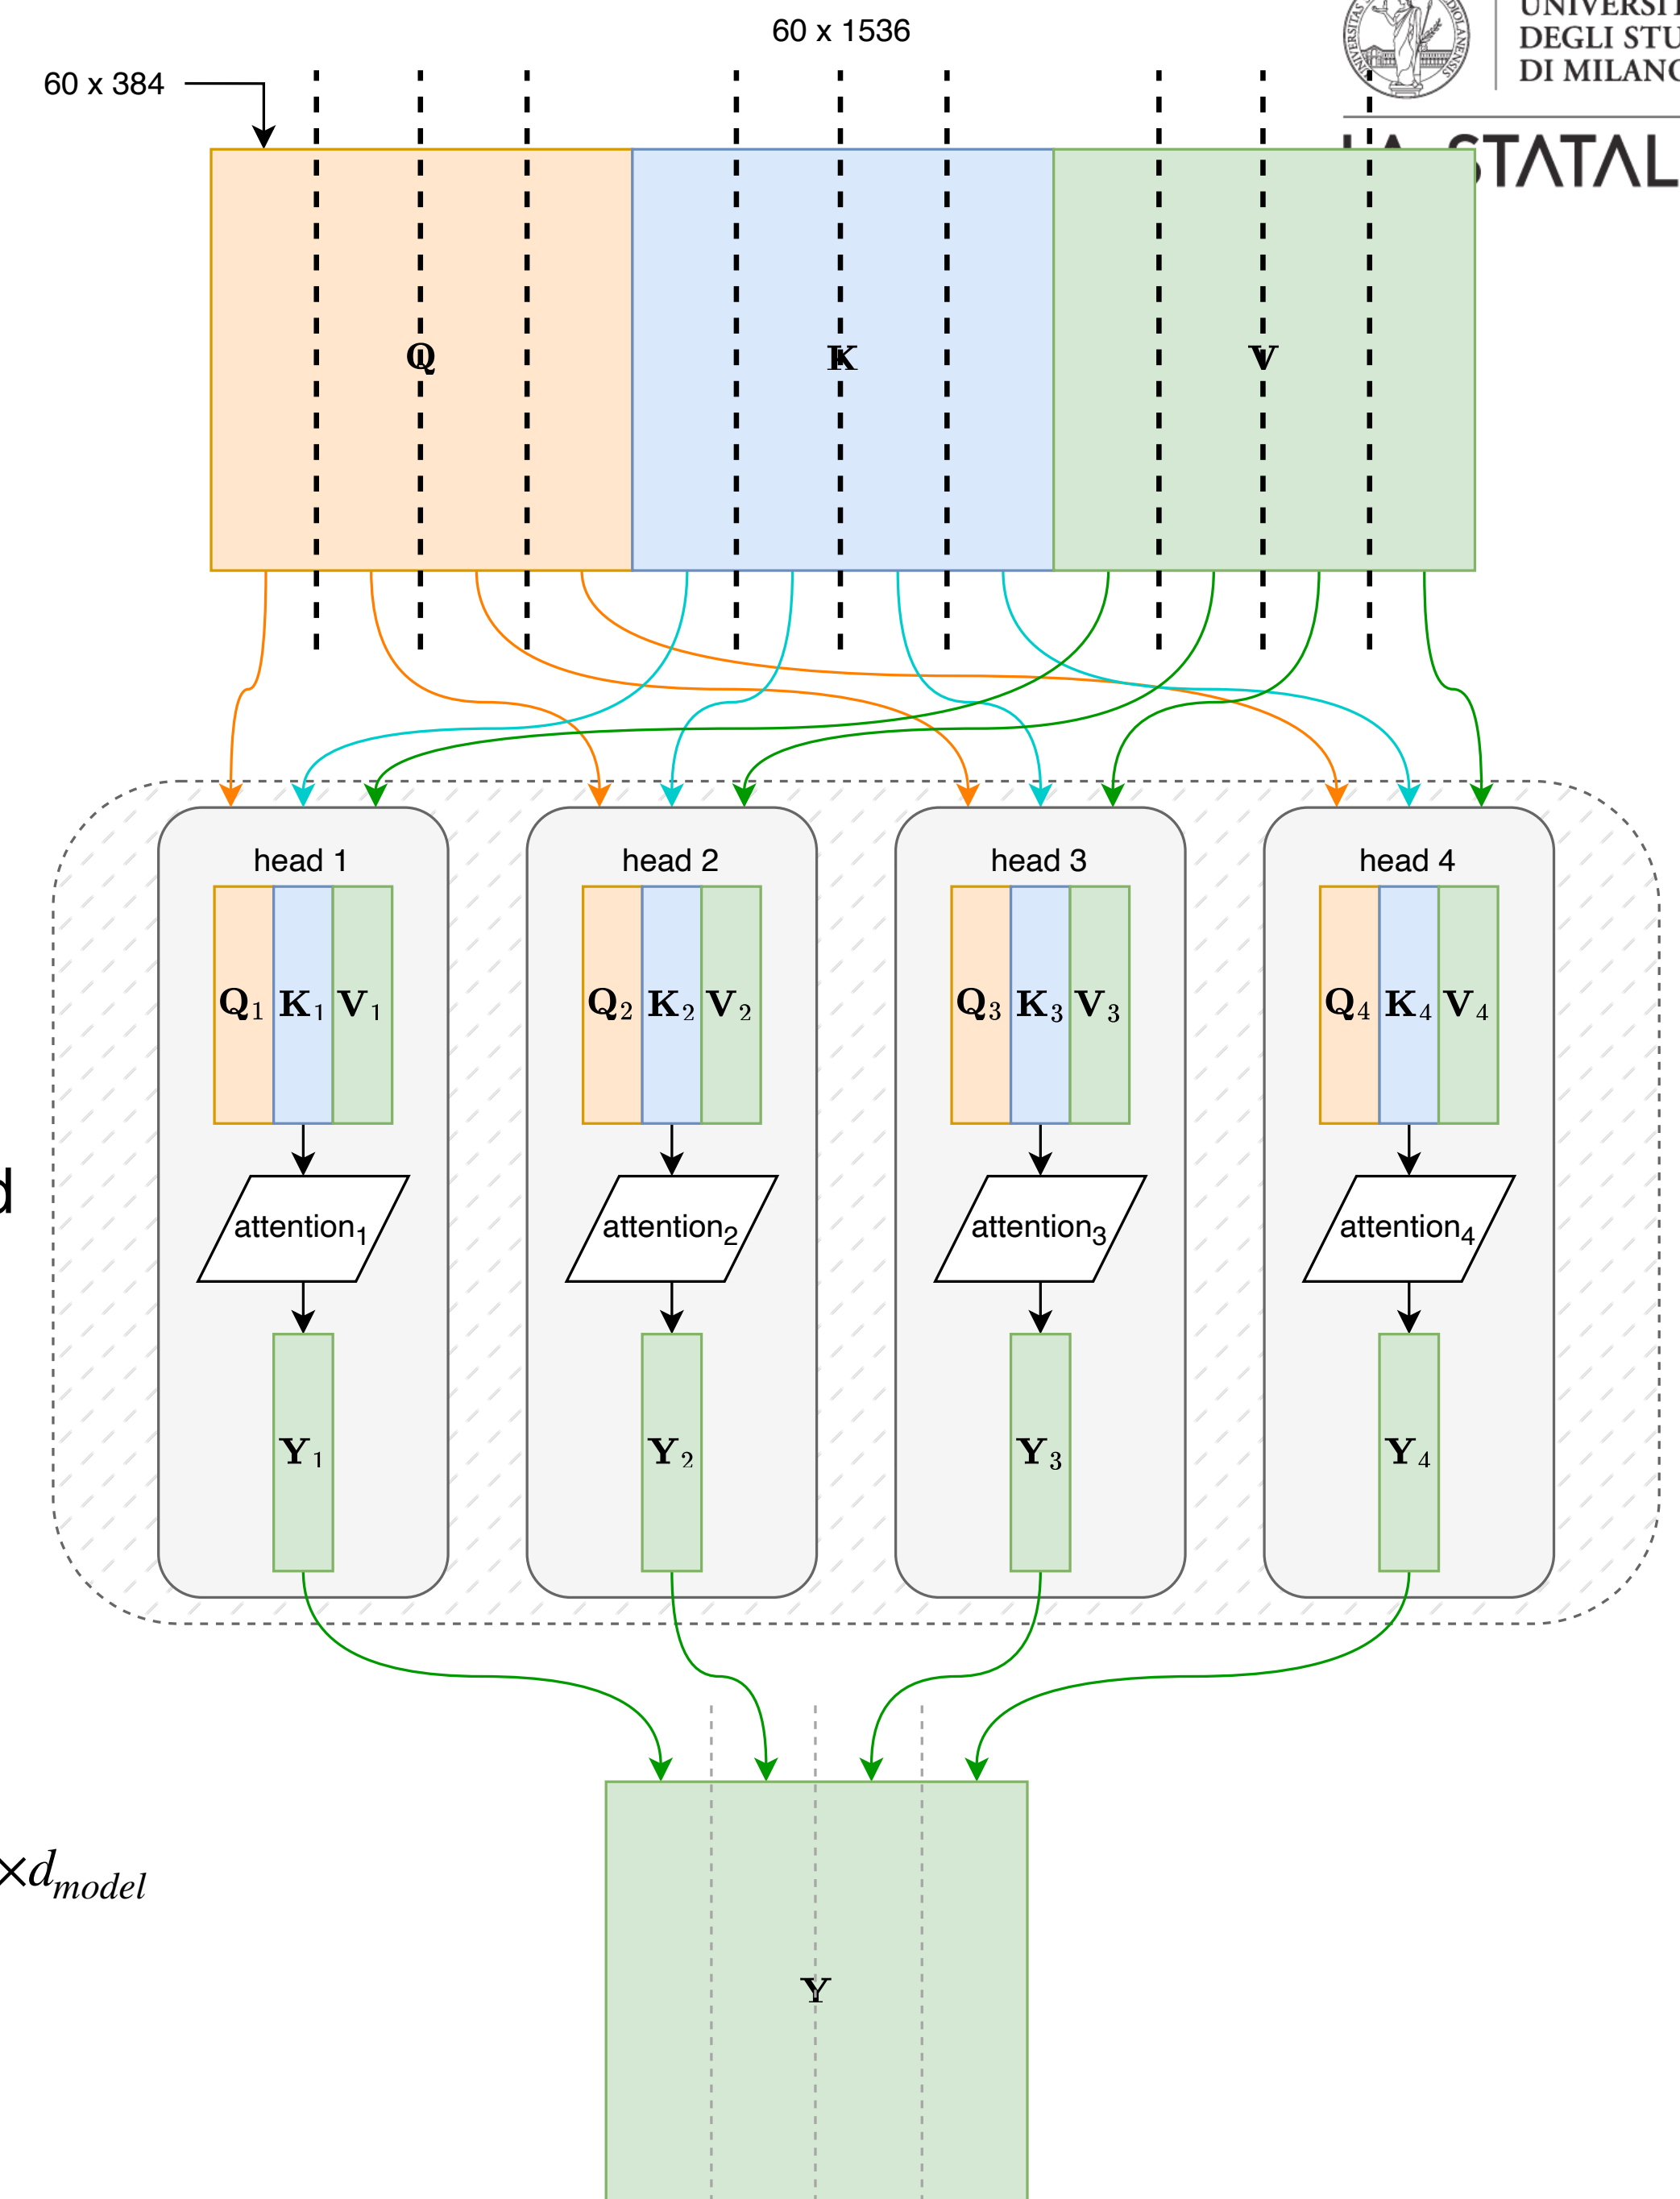 60 x 1536
60 x 384
DEGLI STU
DI MILANO
STATAL
Q
K
V
head 1
head 2
head 3
head 4
Q1 K1 V1
Q2 K2 V2
Q3 K3 V3
Q4 K4 V4
d
attention1
attention2
attention3
attention4
Y1
Y2
Y3
Y4
×dmodel
Y